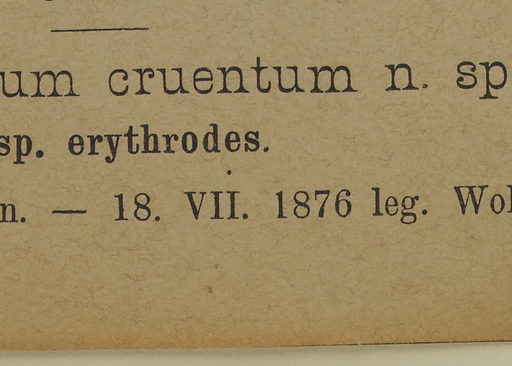 um cruentum n. sp
sp. erythrodes.
n. — 18. VII. 1876 leg. Wol